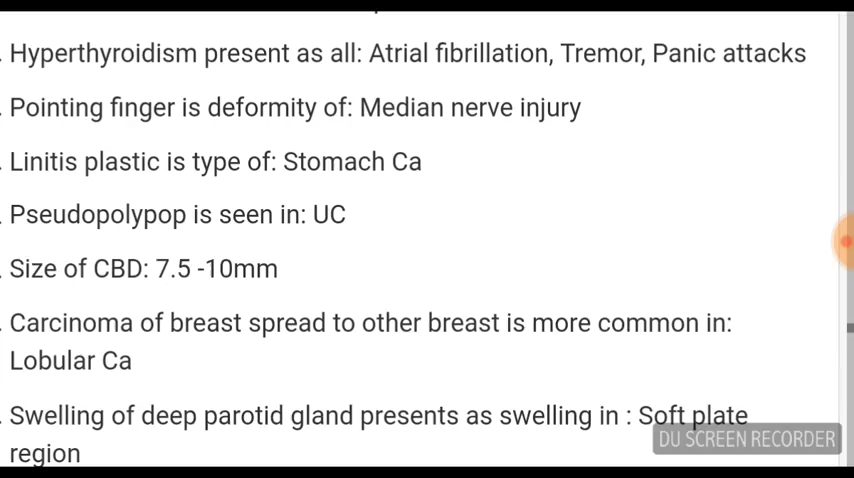 . Hyperthyroidism present as all: Atrial fibrillation, Tremor, Panic attacks
. Pointing finger is deformity of: Median nerve injury
. Linitis plastic is type of: Stomach Ca
. Pseudopolypop is seen in: UC
. Size of CBD: 7.5 -10mm
. Carcinoma of breast spread to other breast is more common in:
Lobular Ca
. Swelling of deep parotid gland presents as swelling in : Soft plate
region
DU SCREEN RECORDER